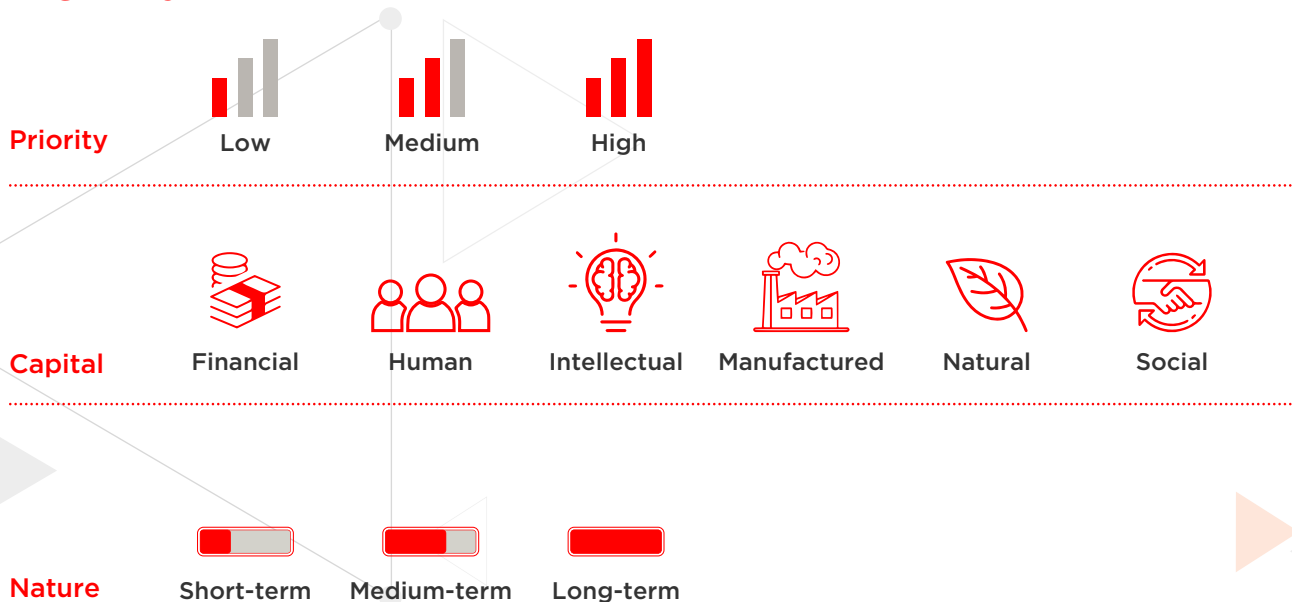 Priority
Low
Medium
High
Capital
Financial
Human
Intellectual
Manufactured
Natural
Social
Nature
Short-term
Medium-term
Long-term